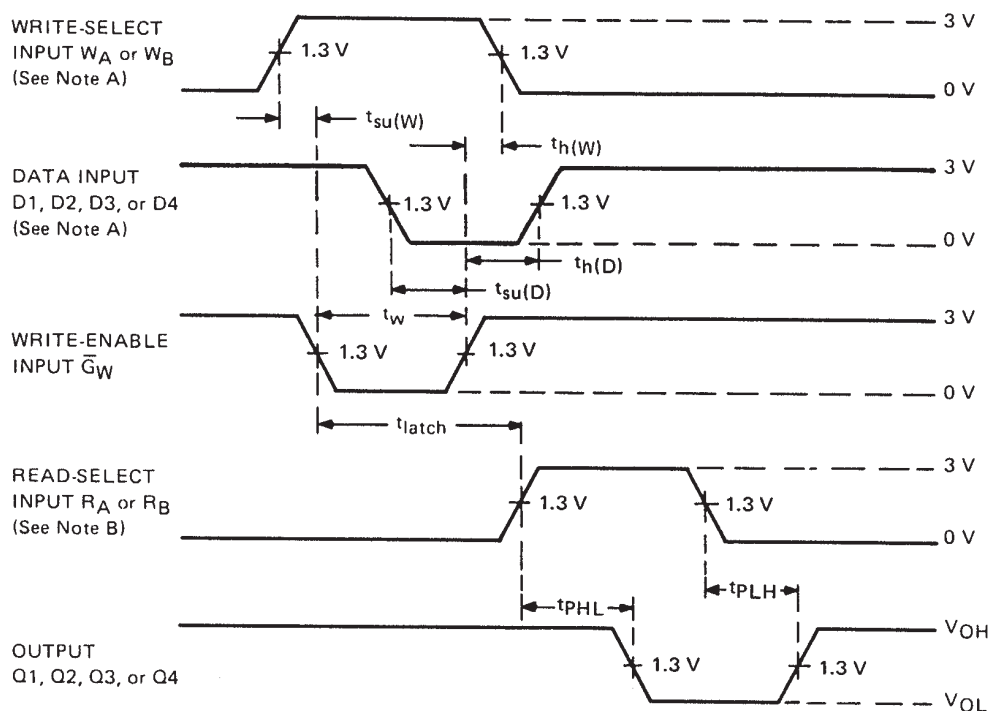 WRITE-SELECT
INPUT WA or WB
(See Note A)
1.3 V
1.3 V
3 V
0 V
tsu(W)
th(W)
DATA INPUT
D1, D2, D3, or D4
(See Note A)
1.3 V
1.3 V
3 V
0 V
th(D)
tsu(D)
tw
WRITE-ENABLE
INPUT G̅W
1.3 V
1.3 V
3 V
0 V
tlatch
READ-SELECT
INPUT RA or RB
(See Note B)
1.3 V
1.3 V
3 V
0 V
tPHL
tPLH
OUTPUT
Q1, Q2, Q3, or Q4
1.3 V
1.3 V
VOH
VOL